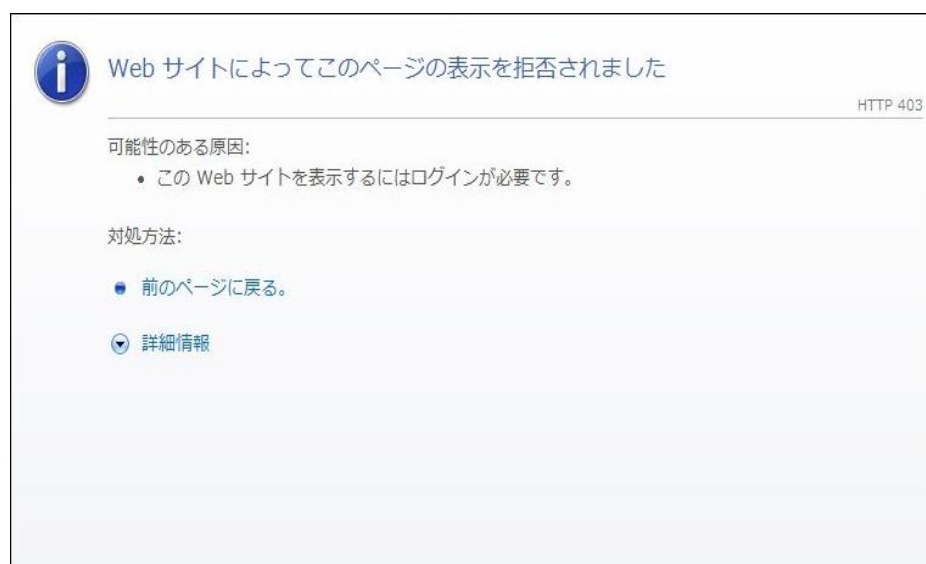 Web サイトによってこのページの表示を拒否されました
HTTP 403
可能性のある原因:
• この Web サイトを表示するにはログインが必要です。
対処方法:
前のページに戻る。
詳細情報